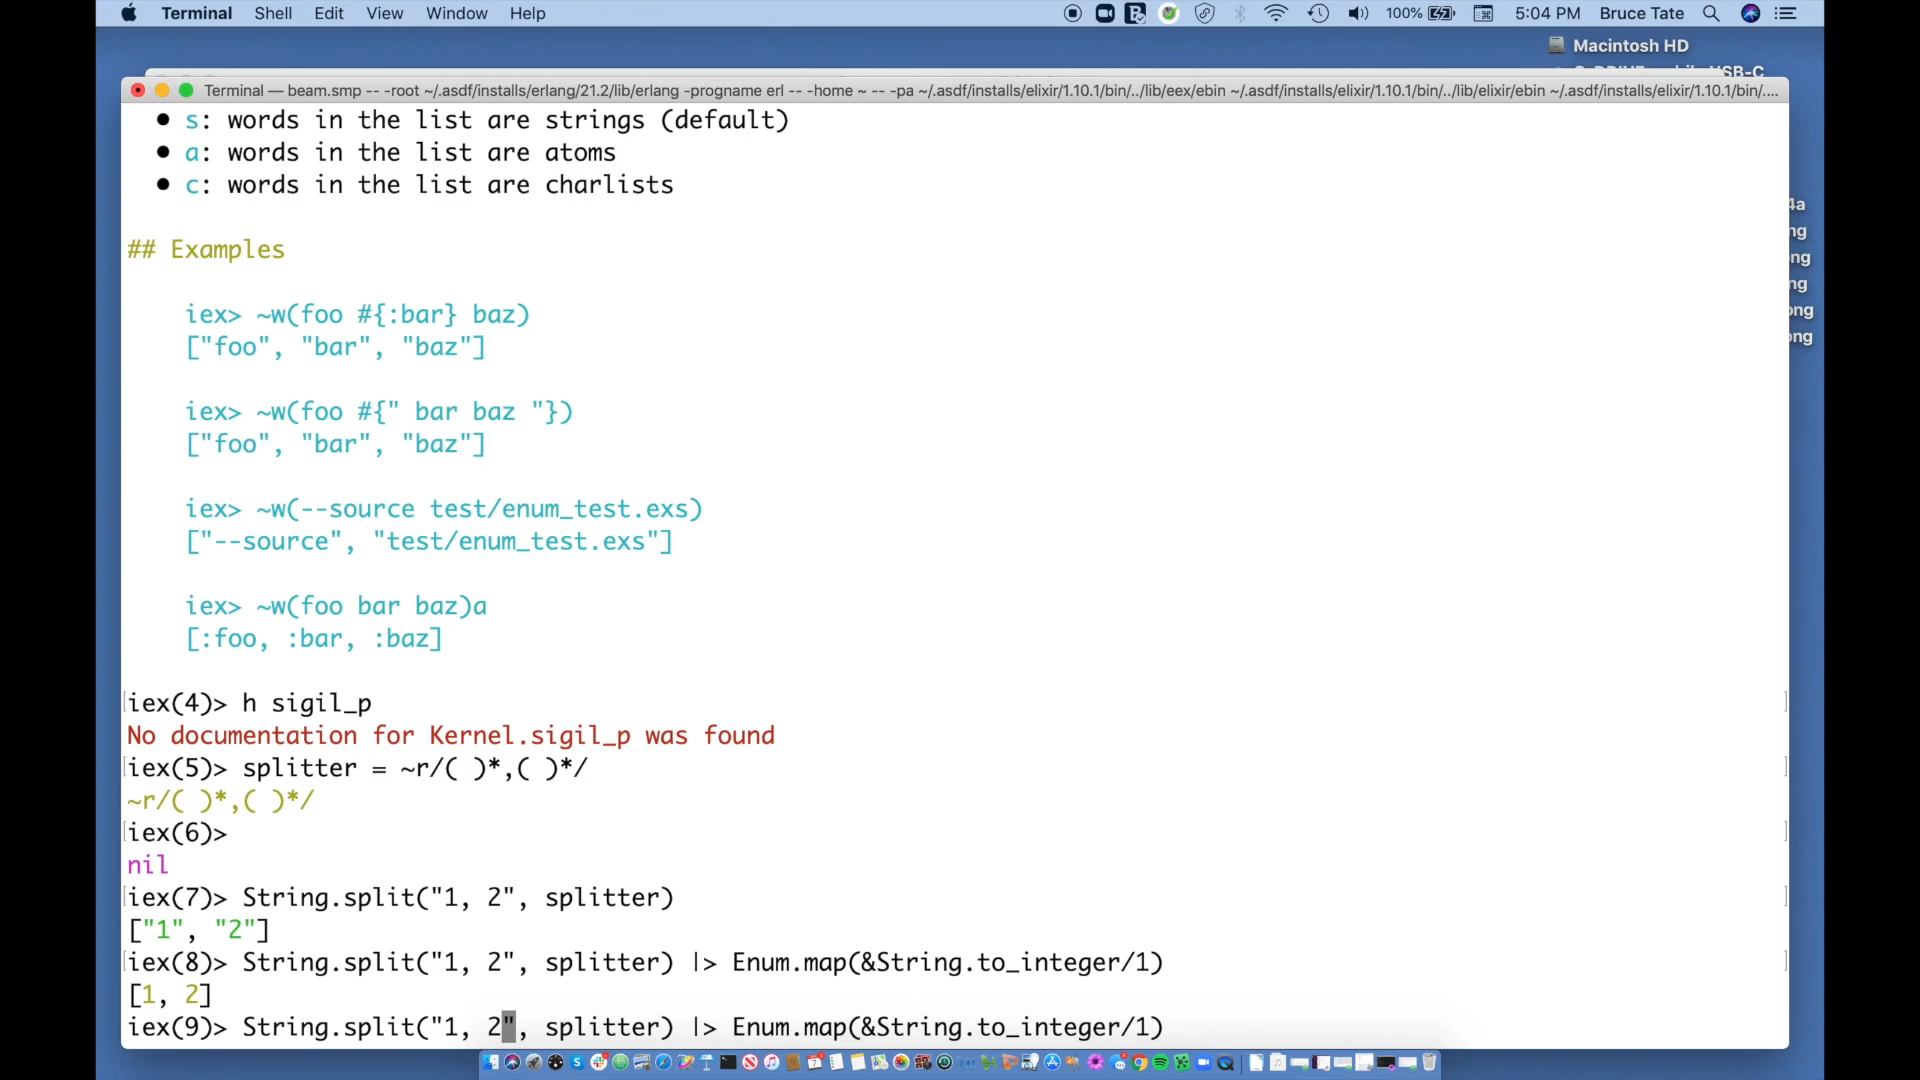 Terminal Shell Edit View Window Help 100% 5:04 PM Bruce Tate
Macintosh HD
USB-C
Terminal — beam.smp -- -root ~/.asdf/installs/erlang/21.2/lib/erlang -progname erl -- -home ~ -- -pa ~/.asdf/installs/elixir/1.10.1/bin/../lib/eex/ebin ~/.asdf/installs/elixir/1.10.1/bin/../lib/elixir/ebin ~/.asdf/installs/elixir/1.10.1/bin/....
● s: words in the list are strings (default)
● a: words in the list are atoms
● c: words in the list are charlists
4a
ng
ong
ng
ong
ong
## Examples
iex> ~w(foo #{:bar} baz)
["foo", "bar", "baz"]
iex> ~w(foo #{" bar baz "})
["foo", "bar", "baz"]
iex> ~w(--source test/enum_test.exs)
["--source", "test/enum_test.exs"]
iex> ~w(foo bar baz)a
[:foo, :bar, :baz]
iex(4)> h sigil_p
No documentation for Kernel.sigil_p was found
iex(5)> splitter = ~r/( )*,( )*/
~r/( )*,( )*/
iex(6)>
nil
iex(7)> String.split("1, 2", splitter)
["1", "2"]
iex(8)> String.split("1, 2", splitter) |> Enum.map(&String.to_integer/1)
[1, 2]
iex(9)> String.split("1, 2", splitter) |> Enum.map(&String.to_integer/1)